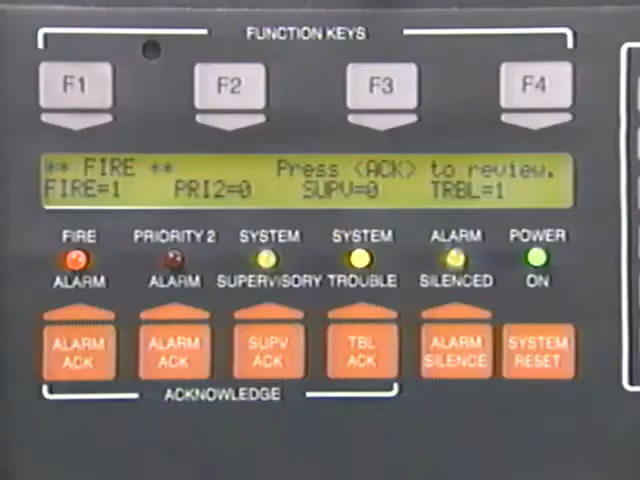 FUNCTION KEYS
F1 F2 F3 F4
** FIRE ** Press <ACK> to review.
FIRE=1 PRI2=0 SUPV=0 TRBL=1
FIRE PRIORITY 2 SYSTEM SYSTEM ALARM POWER
ALARM ALARM SUPERVISORY TROUBLE SILENCED ON
ALARM ALARM SUPV TBL ALARM SYSTEM
ACK ACK ACK ACK SILENCE RESET
ACKNOWLEDGE